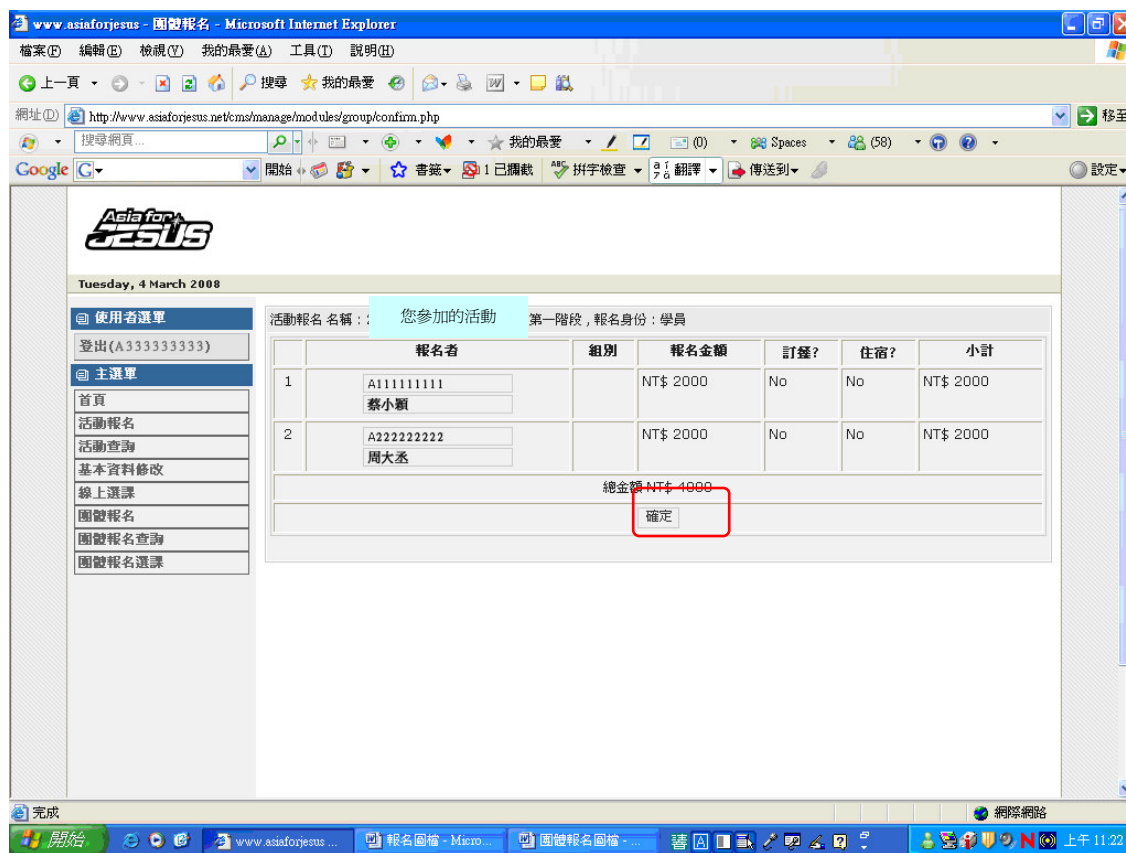 www.asiaforjesus - 團體報名 - Microsoft Internet Explorer
檔案(F) 編輯(E) 檢視(V) 我的最愛(A) 工具(T) 說明(H)
上一頁 搜尋 我的最愛
網址(D) http://www.asiaforjesus.net/cms/manage/modules/group/confirm.php 移至
搜尋網頁... 我的最愛 (0) Spaces (58)
Google 開始 書籤 1 已攔截 拼字檢查 翻譯 傳送到 設定
Asia for
JESUS
Tuesday, 4 March 2008
使用者選單
登出(A333333333)
主選單
首頁
活動報名
活動查詢
基本資料修改
線上選課
團體報名
團體報名查詢
團體報名選課
活動報名 名稱 : 您參加的活動 第一階段 , 報名身份 : 學員
報名者 組別 報名金額 訂餐? 住宿? 小計
1 A111111111 NT$ 2000 No No NT$ 2000
蔡小穎
2 A222222222 NT$ 2000 No No NT$ 2000
周大丞
總金額 NT$ 4000
確定
完成 網際網路
開始 www.asiaforjesus ... 報名圖檔 - Micro... 團體報名圖檔 - ... 上午 11:22